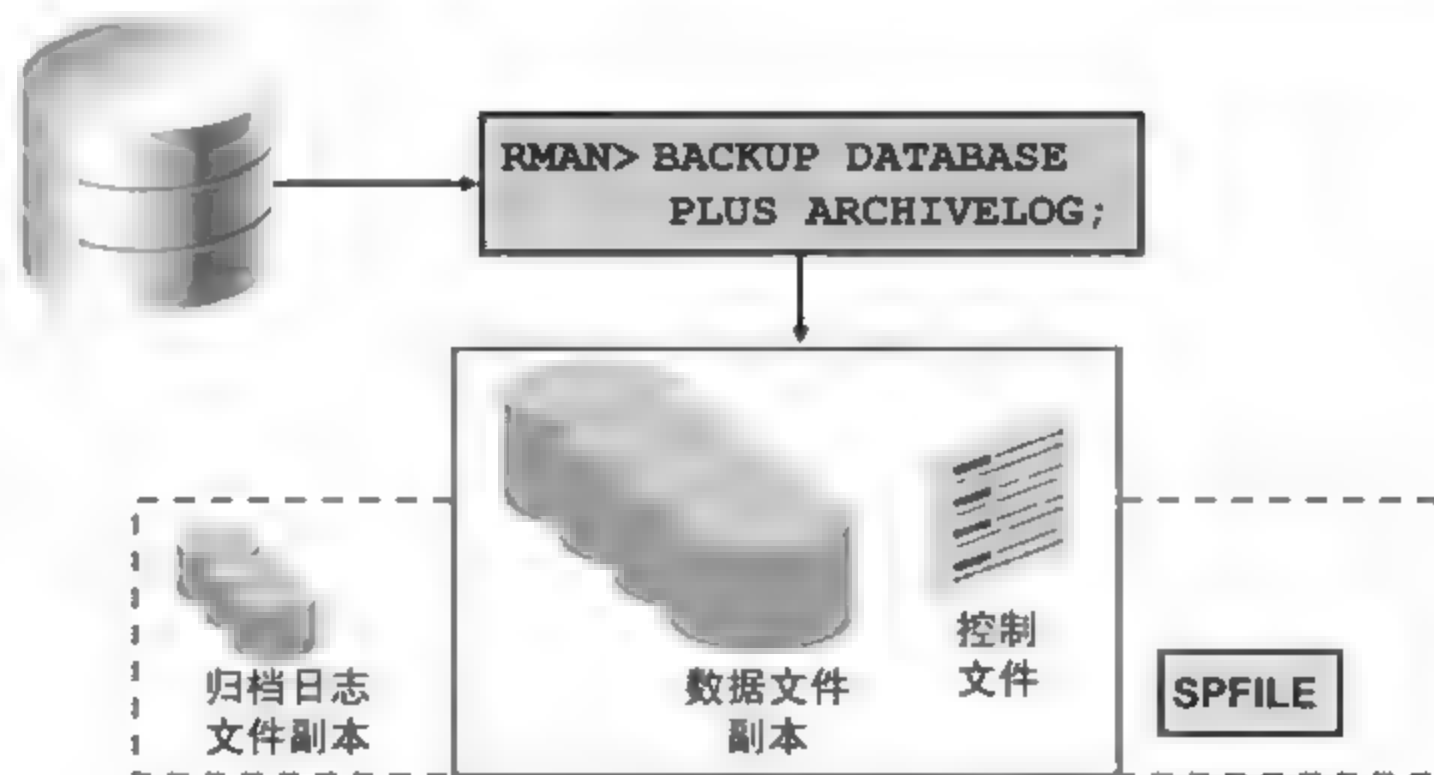 RMAN> BACKUP DATABASE
PLUS ARCHIVELOG;
归档日志
文件副本
数据文件
副本
控制
文件
SPFILE